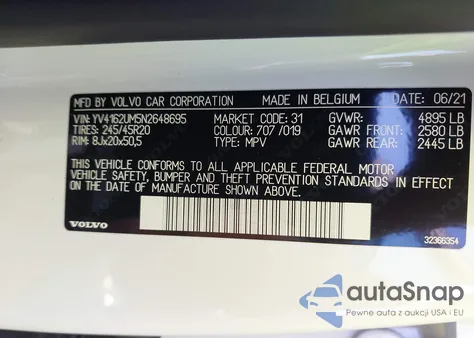 MFD BY VOLVO CAR CORPORATION MADE IN BELGIUM DATE: 06/21
VIN: YV4162UM5N2648695 MARKET CODE: 31 GVWR: 4895 LB
TIRES: 245/45R20 COLOUR: 707 /019 GAWR FRONT: 2580 LB
RIM: 8Jx20x50,5 TYPE: MPV GAWR REAR: 2445 LB
THIS VEHICLE CONFORMS TO ALL APPLICABLE FEDERAL MOTOR
VEHICLE SAFETY, BUMPER AND THEFT PREVENTION STANDARDS IN EFFECT
ON THE DATE OF MANUFACTURE SHOWN ABOVE.
VOLVO
32366354
autoSnap
Pewne auta z USA i EU